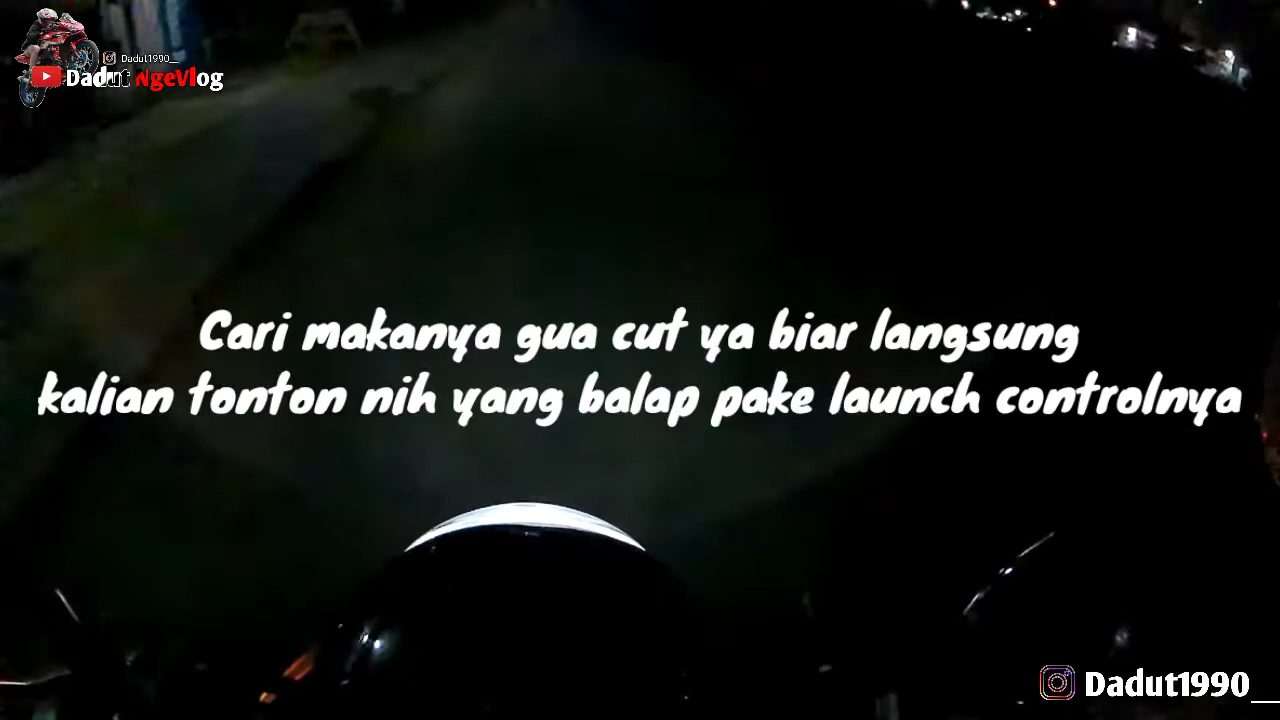 Dadut1990__
Dadut NgeVlog
Cari makanya gua cut ya biar langsung
kalian tonton nih yang balap pake launch controlnya
Dadut1990__